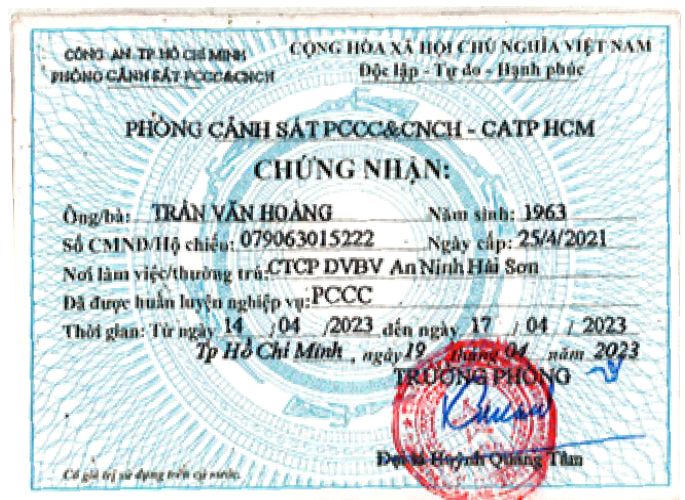 CÔNG AN TP HỒ CHÍ MINH
PHÒNG CẢNH SÁT PCCC&CNCH
CỘNG HÒA XÃ HỘI CHỦ NGHĨA VIỆT NAM
Độc lập - Tự do - Hạnh phúc
PHÒNG CẢNH SÁT PCCC&CNCH - CATP HCM
CHỨNG NHẬN:
Ông/bà: TRẦN VĂN HOÀNG Năm sinh: 1963
Số CMND/Hộ chiếu: 079063015222 Ngày cấp: 25/4/2021
Nơi làm việc/thường trú: CTCP DVBV An Ninh Hải Sơn
Đã được huấn luyện nghiệp vụ: PCCC
Thời gian: Từ ngày 14 / 04 / 2023 đến ngày 17 / 04 / 2023
Tp Hồ Chí Minh , ngày 19 tháng 04 năm 2023
TRƯỞNG PHÒNG
Đại tá Huỳnh Quang Tâm
Có giá trị sử dụng trên cả nước.